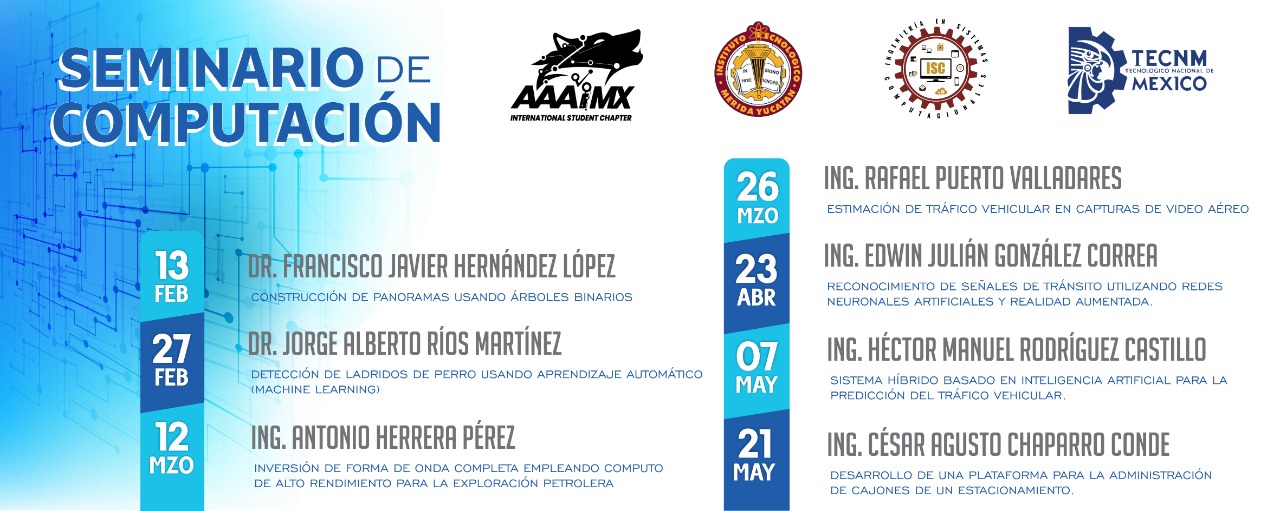 SEMINARIO DE
COMPUTACIÓN
AAAIMX
INTERNATIONAL STUDENT CHAPTER
INSTITUTO TECNOLOGICO
MERIDA YUCATAN
INGENIERÍA EN SISTEMAS
COMPUTACIONALES
ISC
TECNM
TECNOLÓGICO NACIONAL DE
MEXICO
13
FEB
DR. FRANCISCO JAVIER HERNÁNDEZ LÓPEZ
CONSTRUCCIÓN DE PANORAMAS USANDO ÁRBOLES BINARIOS
27
FEB
DR. JORGE ALBERTO RÍOS MARTÍNEZ
DETECCIÓN DE LADRIDOS DE PERRO USANDO APRENDIZAJE AUTOMÁTICO
(MACHINE LEARNING)
12
MZO
ING. ANTONIO HERRERA PÉREZ
INVERSIÓN DE FORMA DE ONDA COMPLETA EMPLEANDO COMPUTO
DE ALTO RENDIMIENTO PARA LA EXPLORACIÓN PETROLERA
26
MZO
ING. RAFAEL PUERTO VALLADARES
ESTIMACIÓN DE TRÁFICO VEHICULAR EN CAPTURAS DE VIDEO AÉREO
23
ABR
ING. EDWIN JULIÁN GONZÁLEZ CORREA
RECONOCIMIENTO DE SEÑALES DE TRÁNSITO UTILIZANDO REDES
NEURONALES ARTIFICIALES Y REALIDAD AUMENTADA.
07
MAY
ING. HÉCTOR MANUEL RODRÍGUEZ CASTILLO
SISTEMA HÍBRIDO BASADO EN INTELIGENCIA ARTIFICIAL PARA LA
PREDICCIÓN DEL TRÁFICO VEHICULAR.
21
MAY
ING. CÉSAR AGUSTO CHAPARRO CONDE
DESARROLLO DE UNA PLATAFORMA PARA LA ADMINISTRACIÓN
DE CAJONES DE UN ESTACIONAMIENTO.